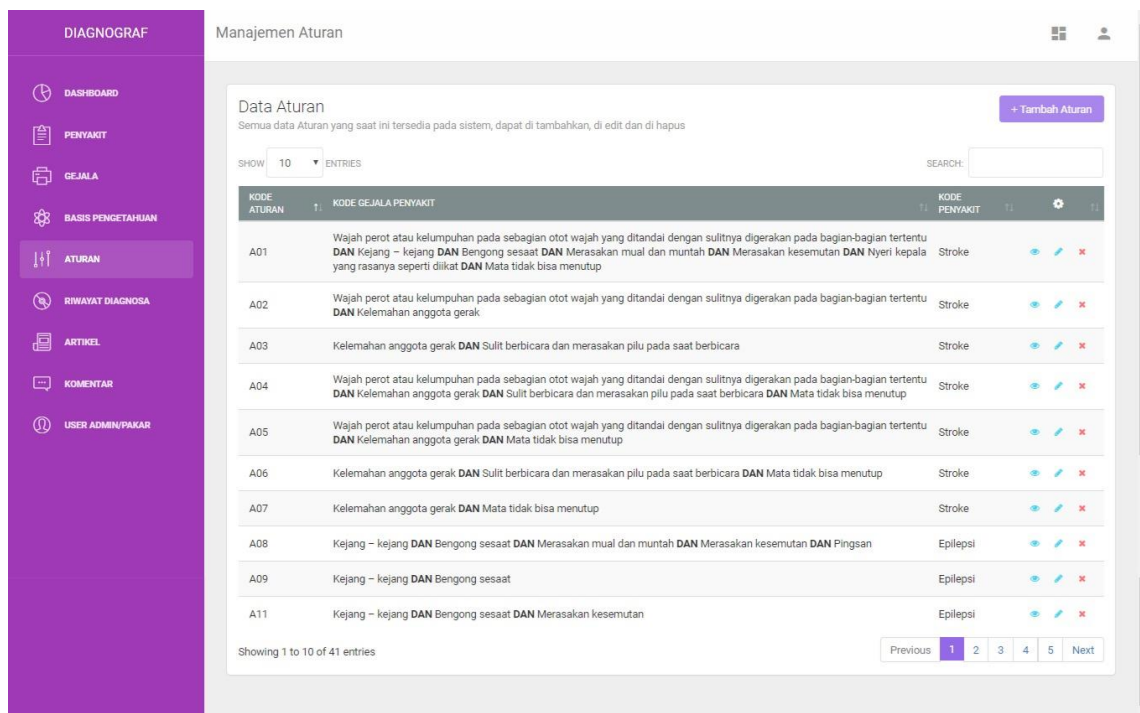 DIAGNOGRAF
Manajemen Aturan
DASHBOARD
PENYAKIT
GEJALA
BASIS PENGETAHUAN
ATURAN
RIWAYAT DIAGNOSA
ARTIKEL
KOMENTAR
USER ADMIN/PAKAR
Data Aturan
Semua data Aturan yang saat ini tersedia pada sistem, dapat di tambahkan, di edit dan di hapus
+ Tambah Aturan
SHOW 10 ENTRIES
SEARCH:
KODE ATURAN KODE GEJALA PENYAKIT KODE PENYAKIT
A01
Wajah perot atau kelumpuhan pada sebagian otot wajah yang ditandai dengan sulitnya digerakan pada bagian-bagian tertentu
DAN Kejang – kejang DAN Bengong sesaat DAN Merasakan mual dan muntah DAN Merasakan kesemutan DAN Nyeri kepala
yang rasanya seperti diikat DAN Mata tidak bisa menutup
Stroke
A02
Wajah perot atau kelumpuhan pada sebagian otot wajah yang ditandai dengan sulitnya digerakan pada bagian-bagian tertentu
DAN Kelemahan anggota gerak
Stroke
A03 Kelemahan anggota gerak DAN Sulit berbicara dan merasakan pilu pada saat berbicara Stroke
A04
Wajah perot atau kelumpuhan pada sebagian otot wajah yang ditandai dengan sulitnya digerakan pada bagian-bagian tertentu
DAN Kelemahan anggota gerak DAN Sulit berbicara dan merasakan pilu pada saat berbicara DAN Mata tidak bisa menutup
Stroke
A05
Wajah perot atau kelumpuhan pada sebagian otot wajah yang ditandai dengan sulitnya digerakan pada bagian-bagian tertentu
DAN Kelemahan anggota gerak DAN Mata tidak bisa menutup
Stroke
A06 Kelemahan anggota gerak DAN Sulit berbicara dan merasakan pilu pada saat berbicara DAN Mata tidak bisa menutup Stroke
A07 Kelemahan anggota gerak DAN Mata tidak bisa menutup Stroke
A08 Kejang – kejang DAN Bengong sesaat DAN Merasakan mual dan muntah DAN Merasakan kesemutan DAN Pingsan Epilepsi
A09 Kejang – kejang DAN Bengong sesaat Epilepsi
A11 Kejang – kejang DAN Bengong sesaat DAN Merasakan kesemutan Epilepsi
Showing 1 to 10 of 41 entries
Previous 1 2 3 4 5 Next